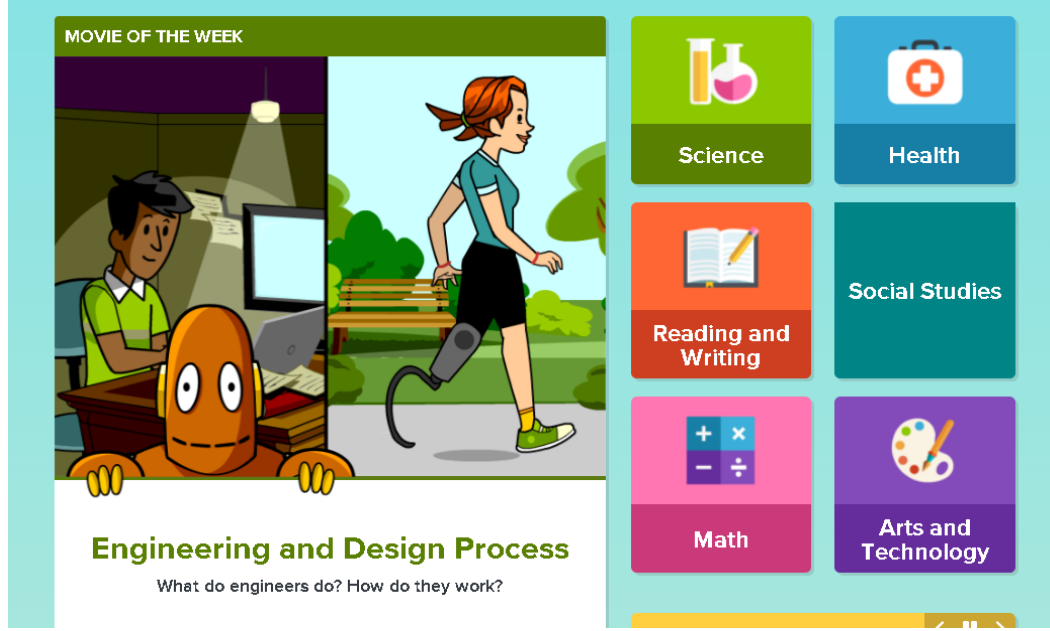 MOVIE OF THE WEEK
Engineering and Design Process
What do engineers do? How do they work?
Science
Health
Reading and
Writing
Social Studies
Math
Arts and
Technology